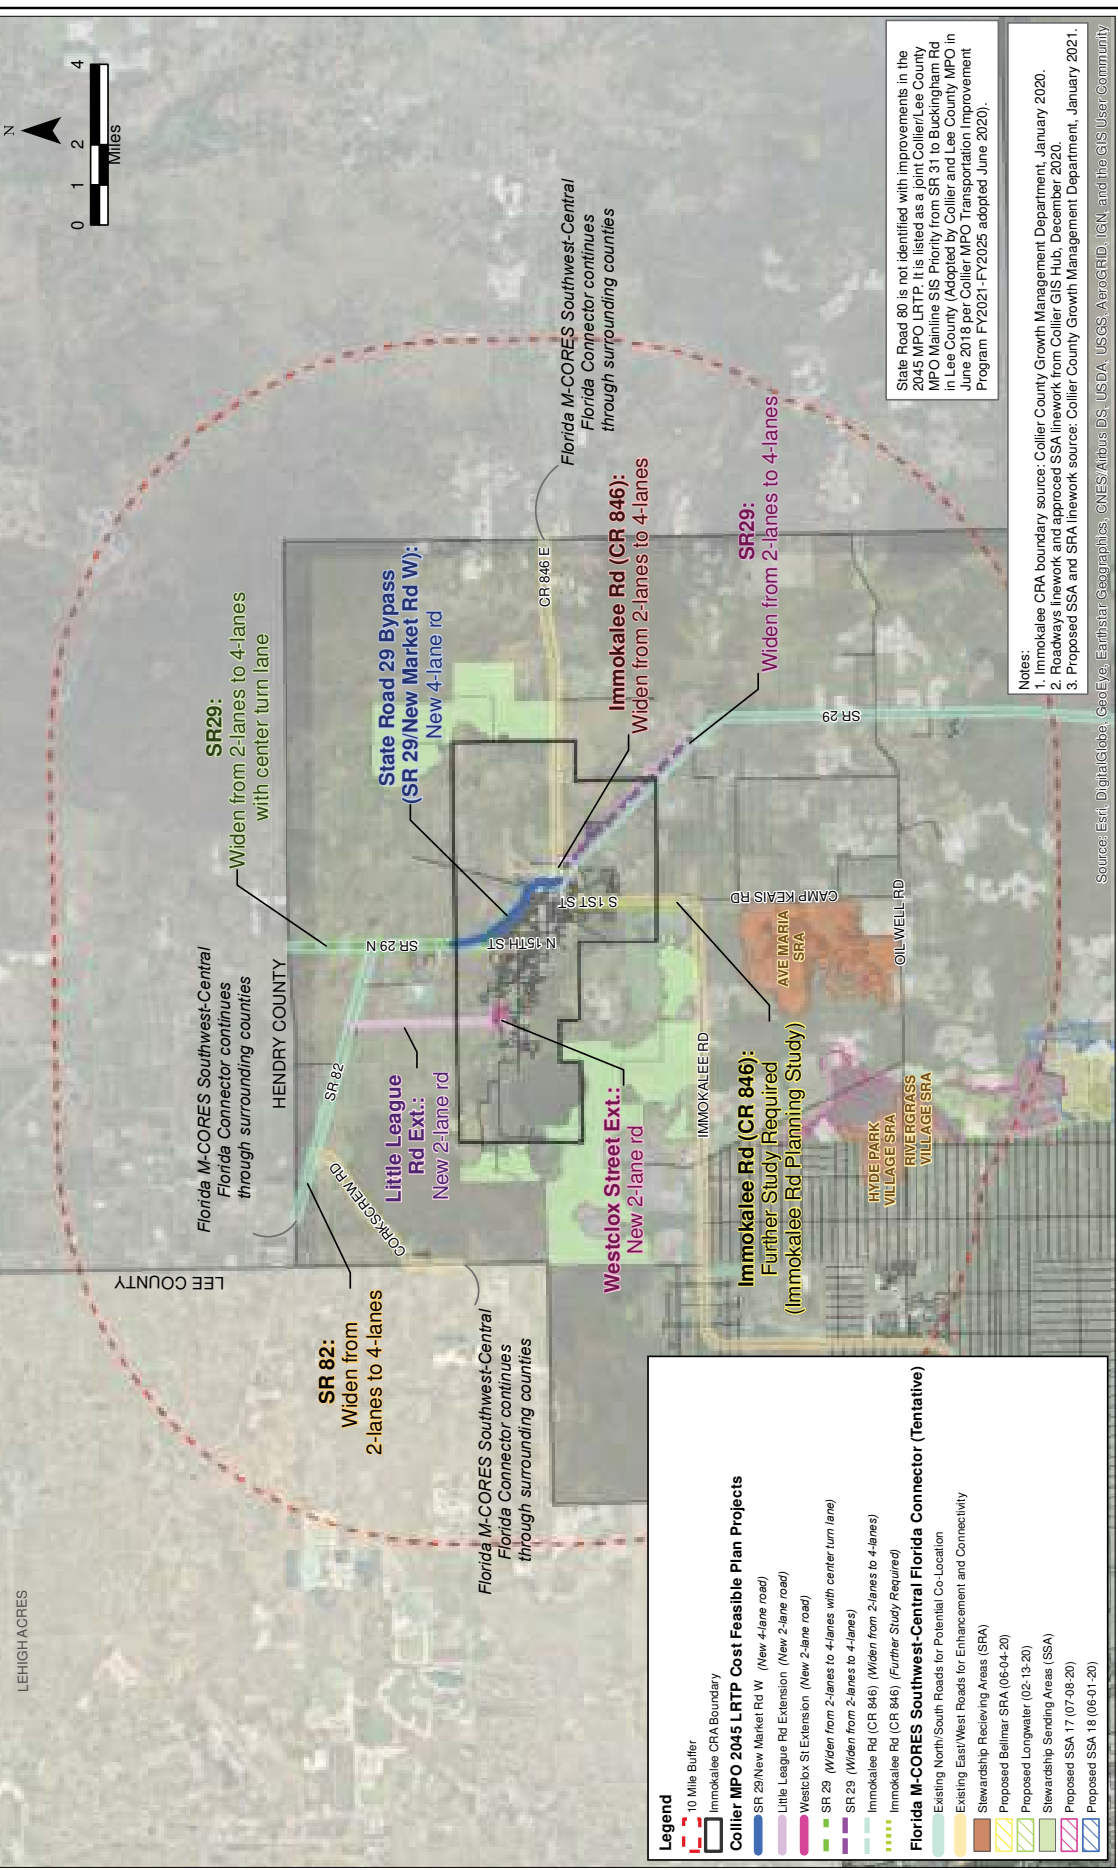 LEHIGH ACRES
N
0 1 2 4
Miles
Florida M-CORES Southwest-Central
Florida Connector continues
through surrounding counties
HENDRY COUNTY
LEE COUNTY
SR29:
Widen from 2-lanes to 4-lanes
with center turn lane
State Road 29 Bypass
(SR 29/New Market Rd W):
New 4-lane rd
SR 82:
Widen from
2-lanes to 4-lanes
SR 82
CORKSCREW RD
SR 29 N
Little League
Rd Ext.:
New 2-lane rd
Florida M-CORES Southwest-Central
Florida Connector continues
through surrounding counties
N 15TH ST
S 1ST ST
CR 846 E
Florida M-CORES Southwest-Central
Florida Connector continues
through surrounding counties
Westclox Street Ext.:
New 2-lane rd
Immokalee Rd (CR 846):
Widen from 2-lanes to 4-lanes
SR29:
Widen from 2-lanes to 4-lanes
IMMOKALEE RD
Immokalee Rd (CR 846):
Further Study Required
(Immokalee Rd Planning Study)
CAMP KEAIS RD
AVE MARIA
SRA
SR 29
OIL WELL RD
HYDE PARK
VILLAGE SRA
RIVERGRASS
VILLAGE SRA
State Road 80 is not identified with improvements in the
2045 MPO LRTP. It is listed as a joint Collier/Lee County
MPO Mainline SIS Priority from SR 31 to Buckingham Rd
in Lee County (Adopted by Collier and Lee County MPO in
June 2018 per Collier MPO Transportation Improvement
Program FY2021-FY2025 adopted June 2020).
Notes:
1. Immokalee CRA boundary source: Collier County Growth Management Department, January 2020.
2. Roadways linework and approced SSA linework from Collier GIS Hub, December 2020.
3. Proposed SSA and SRA linework source: Collier County Growth Management Department, January 2021.
Legend
10 Mile Buffer
Immokalee CRA Boundary
Collier MPO 2045 LRTP Cost Feasible Plan Projects
SR 29/New Market Rd W (New 4-lane road)
Little League Rd Extension (New 2-lane road)
Westclox St Extension (New 2-lane road)
SR 29 (Widen from 2-lanes to 4-lanes with center turn lane)
SR 29 (Widen from 2-lanes to 4-lanes)
Immokalee Rd (CR 846) (Widen from 2-lanes to 4-lanes)
Immokalee Rd (CR 846) (Further Study Required)
Florida M-CORES Southwest-Central Florida Connector (Tentative)
Existing North/South Roads for Potential Co-Location
Existing East/West Roads for Enhancement and Connectivity
Stewardship Recieving Areas (SRA)
Proposed Bellmar SRA (06-04-20)
Proposed Longwater (02-13-20)
Stewardship Sending Areas (SSA)
Proposed SSA 17 (07-08-20)
Proposed SSA 18 (06-01-20)
Source: Esri, DigitalGlobe, GeoEye, Earthstar Geographics, CNES/Airbus DS, USDA, USGS, AeroGRID, IGN, and the GIS User Community